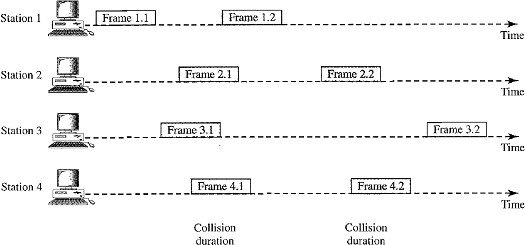 Station 1
Frame 1.1
Frame 1.2
Time
Station 2
Frame 2.1
Frame 2.2
Time
Station 3
Frame 3.1
Frame 3.2
Time
Station 4
Frame 4.1
Frame 4.2
Time
Collision
duration
Collision
duration